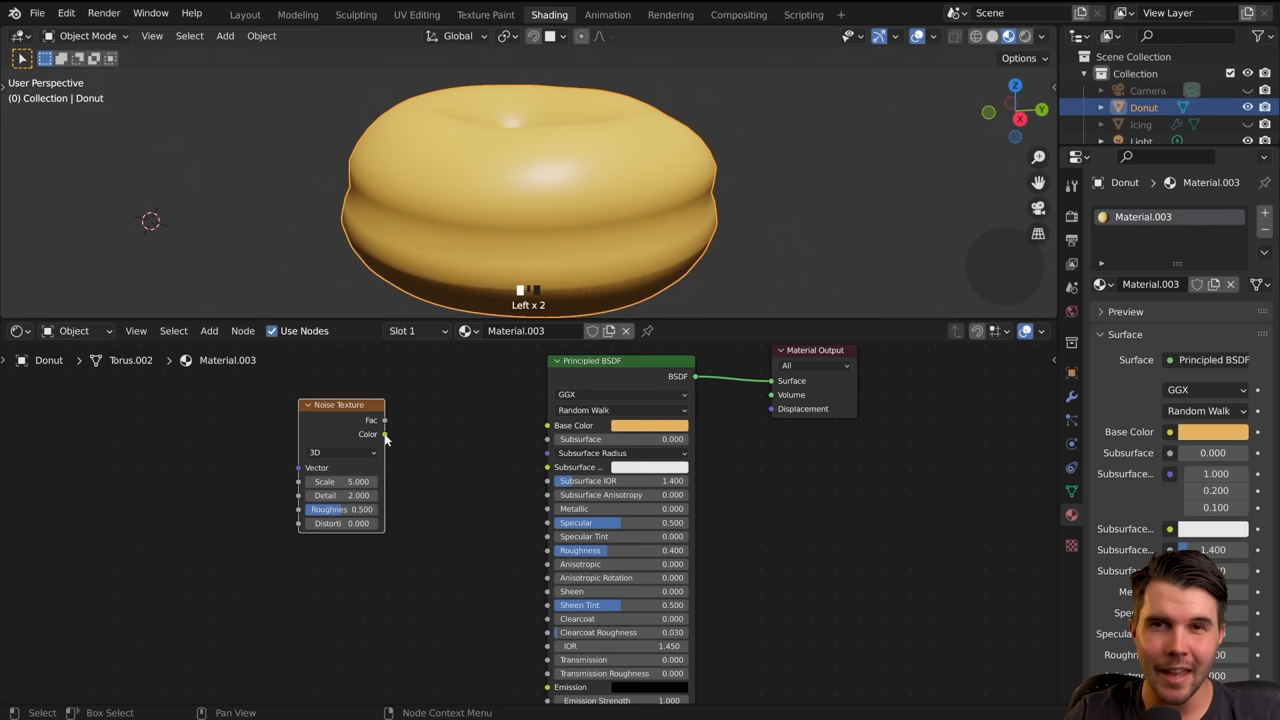 File Edit Render Window Help Layout Modeling Sculpting UV Editing Texture Paint Shading Animation Rendering Compositing Scripting + Scene View Layer
Object Mode View Select Add Object Global
Options
User Perspective
(0) Collection | Donut
Z
Y
X
Left x 2
Scene Collection
Collection
Camera
Donut
Icing
Light
Donut > Material.003
Material.003
Material.003
Preview
Surface
Surface Principled BSDF
GGX
Random Walk
Base Color
Subsurface 0.000
Subsurface... 1.000
0.200
0.100
Subsurface...
Subsurface... 1.400
Object View Select Add Node Use Nodes Slot 1 Material.003
Donut > Torus.002 > Material.003
Noise Texture
Fac
Color
3D
Vector
Scale 5.000
Detail 2.000
Roughnes 0.500
Distorti 0.000
Principled BSDF
BSDF
GGX
Random Walk
Base Color
Subsurface 0.000
Subsurface Radius
Subsurface ..
Subsurface IOR 1.400
Subsurface Anisotropy 0.000
Metallic 0.000
Specular 0.500
Specular Tint 0.000
Roughness 0.400
Anisotropic 0.000
Anisotropic Rotation 0.000
Sheen 0.000
Sheen Tint 0.500
Clearcoat 0.000
Clearcoat Roughness 0.030
IOR 1.450
Transmission 0.000
Transmission Roughness 0.000
Emission
Emission Strength 1.000
Material Output
All
Surface
Volume
Displacement
Select Box Select Pan View Node Context Menu